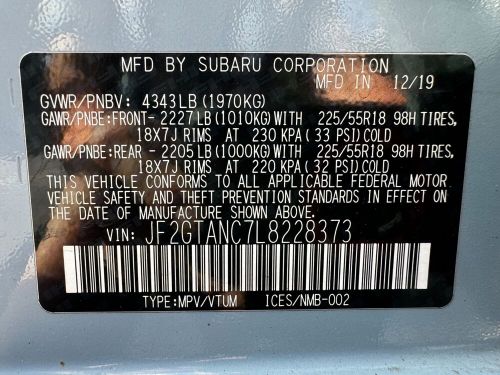 MFD BY SUBARU CORPORATION
MFD IN 12/19
GVWR/PNBV: 4343LB(1970KG)
GAWR/PNBE:FRONT- 2227LB(1010KG)WITH 225/55R18 98H TIRES,
18X7J RIMS AT 230 KPA(33 PSI)COLD
GAWR/PNBE:REAR - 2205LB(1000KG)WITH 225/55R18 98H TIRES,
18X7J RIMS AT 220 KPA(32 PSI)COLD
THIS VEHICLE CONFORMS TO ALL APPLICABLE FEDERAL MOTOR
VEHICLE SAFETY AND THEFT PREVENTION STANDARDS IN EFFECT
ON THE DATE OF MANUFACTURE SHOWN ABOVE.
VIN: JF2GTANC7L8228373
TYPE:MPV/VTUM ICES/NMB-002